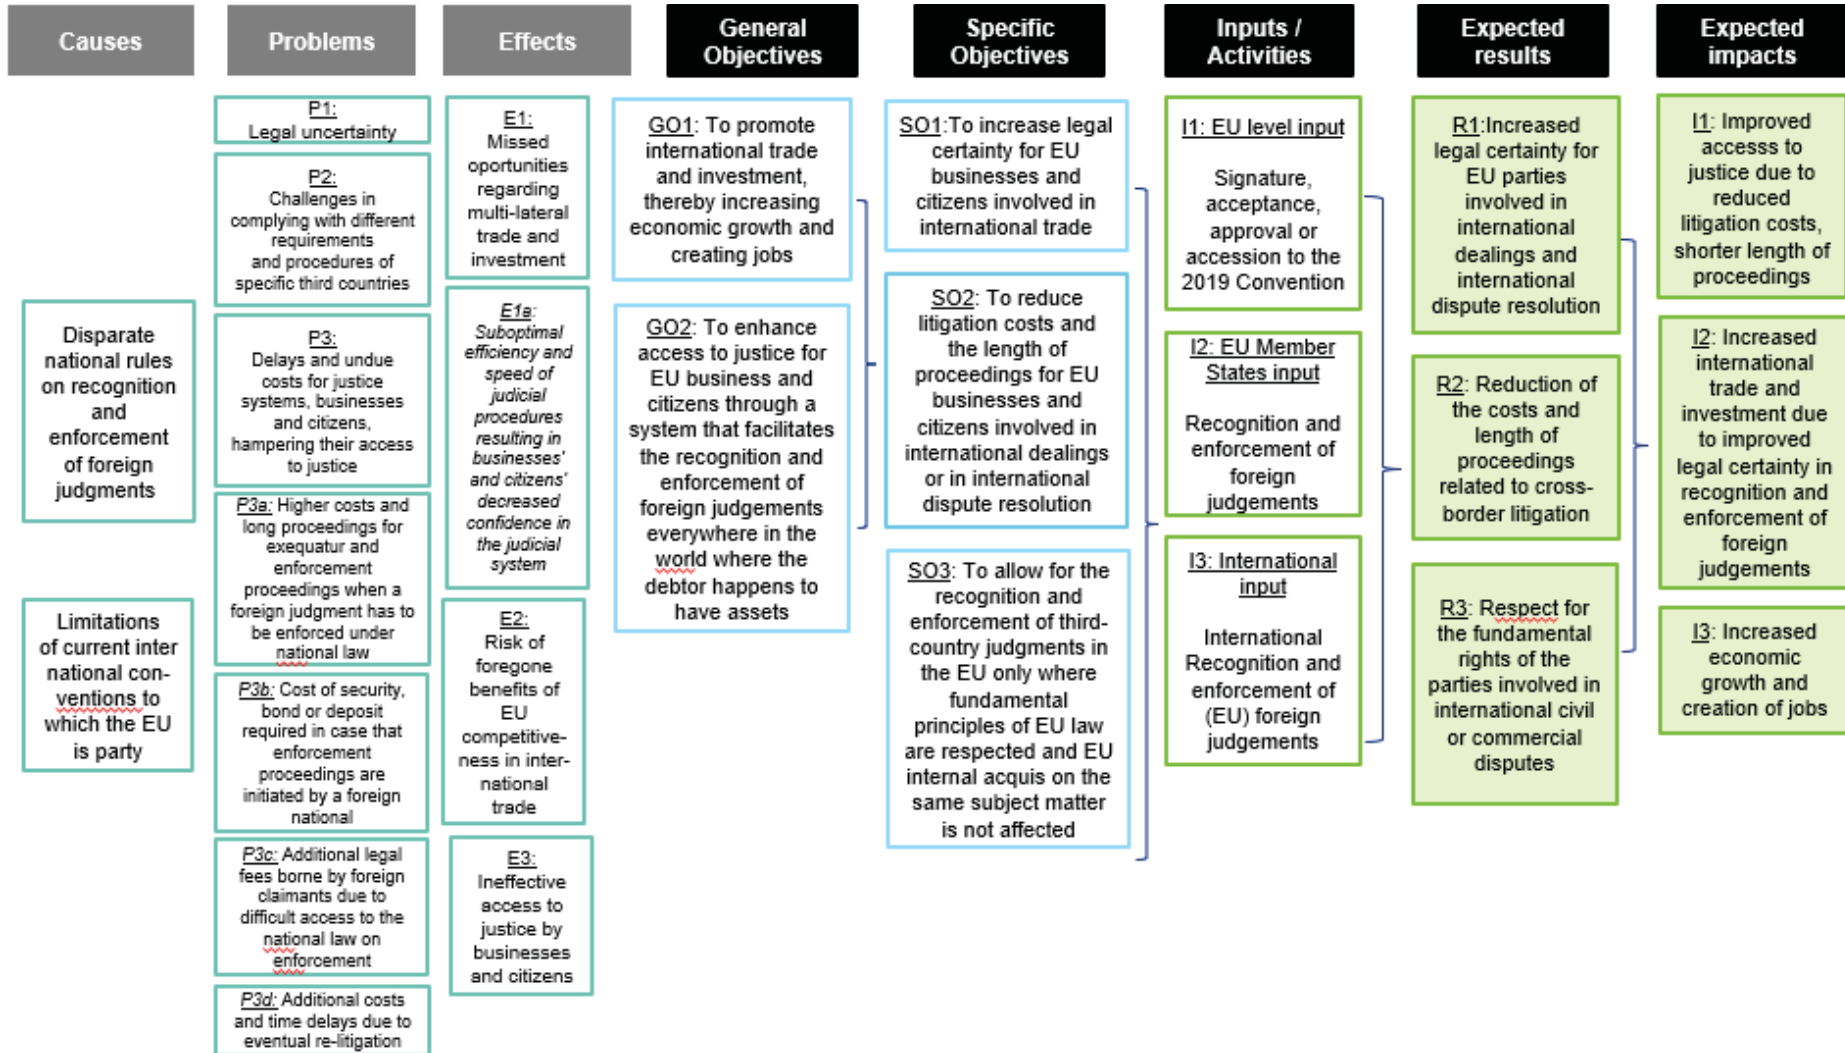 Causes
Problems
Effects
General
Objectives
Specific
Objectives
Inputs /
Activities
Expected
results
Expected
impacts
Disparate
national rules
on recognition
and
enforcement
of foreign
judgments
Limitations
of current inter
national con-
ventions to
which the EU
is party
P1:
Legal uncertainty
P2:
Challenges in
complying with different
requirements
and procedures of
specific third countries
P3:
Delays and undue
costs for justice
systems, businesses
and citizens,
hampering their access
to justice
P3a: Higher costs and
long proceedings for
exequatur and
enforcement
proceedings when a
foreign judgment has to
be enforced under
national law
P3b: Cost of security,
bond or deposit
required in case that
enforcement
proceedings are
initiated by a foreign
national
P3c: Additional legal
fees borne by foreign
claimants due to
difficult access to the
national law on
enforcement
P3d: Additional costs
and time delays due to
eventual re-litigation
E1:
Missed
oportunities
regarding
multi-lateral
trade and
investment
E1a:
Suboptimal
efficiency and
speed of
judicial
procedures
resulting in
businesses'
and citizens'
decreased
confidence in
the judicial
system
E2:
Risk of
foregone
benefits of
EU
competitive-
ness in inter-
national
trade
E3:
Ineffective
access to
justice by
businesses
and citizens
GO1: To promote
international trade
and investment,
thereby increasing
economic growth and
creating jobs
GO2: To enhance
access to justice for
EU business and
citizens through a
system that facilitates
the recognition and
enforcement of
foreign judgements
everywhere in the
world where the
debtor happens to
have assets
SO1:To increase legal
certainty for EU
businesses and
citizens involved in
international trade
SO2: To reduce
litigation costs and
the length of
proceedings for EU
businesses and
citizens involved in
international dealings
or in international
dispute resolution
SO3: To allow for the
recognition and
enforcement of third-
country judgments in
the EU only where
fundamental
principles of EU law
are respected and EU
internal acquis on the
same subject matter
is not affected
I1: EU level input
Signature,
acceptance,
approval or
accession to the
2019 Convention
I2: EU Member
States input
Recognition and
enforcement of
foreign
judgements
I3: International
input
International
Recognition and
enforcement of
(EU) foreign
judgements
R1:Increased
legal certainty for
EU parties
involved in
international
dealings and
international
dispute resolution
R2: Reduction of
the costs and
length of
proceedings
related to cross-
border litigation
R3: Respect for
the fundamental
rights of the
parties involved in
international civil
or commercial
disputes
I1: Improved
accesss to
justice due to
reduced
litigation costs,
shorter length of
proceedings
I2: Increased
international
trade and
investment due
to improved
legal certainty in
recognition and
enforcement of
foreign
judgements
I3: Increased
economic
growth and
creation of jobs